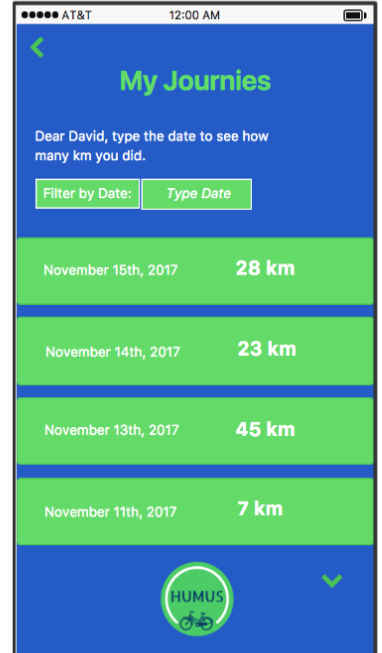 AT&T 12:00 AM
My Journies
Dear David, type the date to see how
many km you did.
Filter by Date: Type Date
November 15th, 2017 28 km
November 14th, 2017 23 km
November 13th, 2017 45 km
November 11th, 2017 7 km
HUMUS